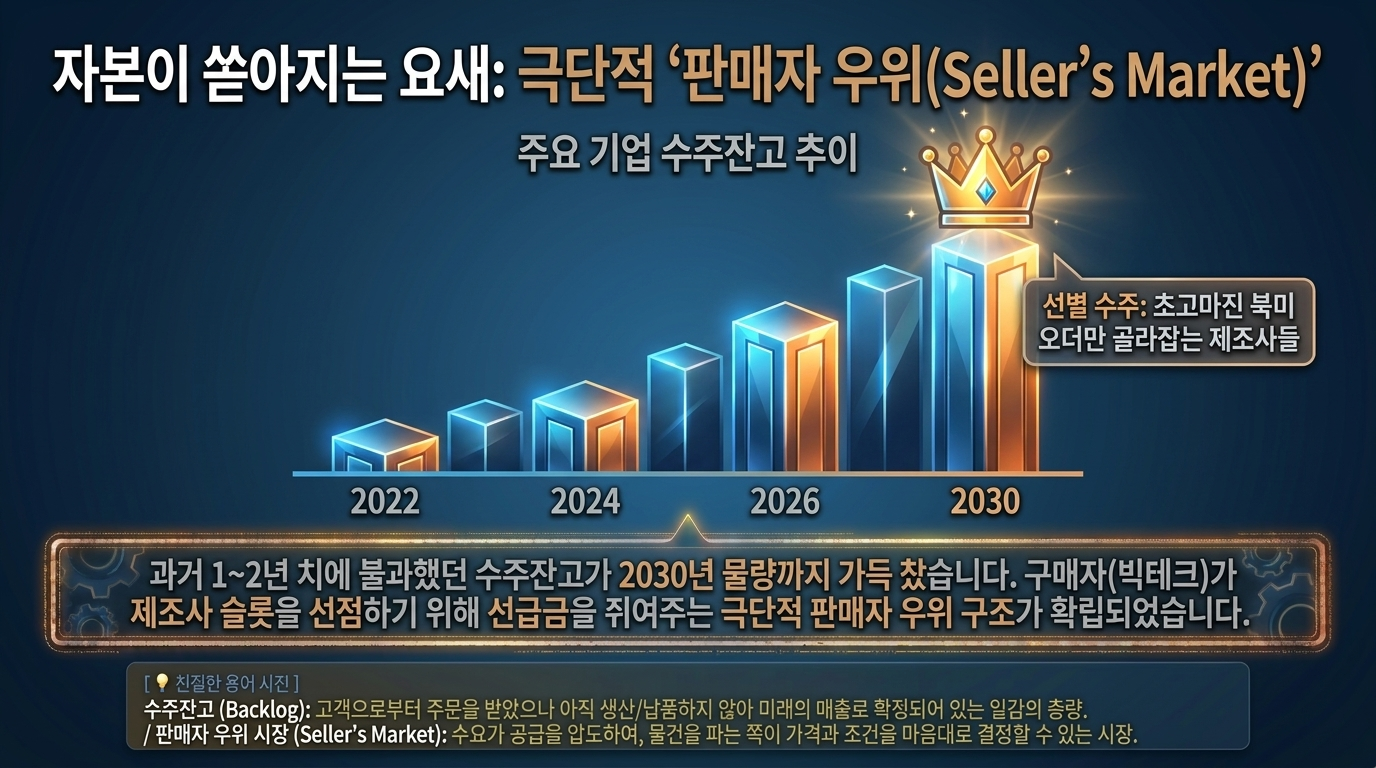 자본이 쏟아지는 요새: 극단적 ‘판매자 우위(Seller’s Market)’
주요 기업 수주잔고 추이
선별 수주: 초고마진 북미
오더만 골라잡는 제조사들
2022 2024 2026 2030
과거 1~2년 치에 불과했던 수주잔고가 2030년 물량까지 가득 찼습니다. 구매자(빅테크)가
제조사 슬롯을 선점하기 위해 선급금을 쥐여주는 극단적 판매자 우위 구조가 확립되었습니다.
[ 💡 친질한 용어 시진 ]
수주잔고 (Backlog): 고객으로부터 주문을 받았으나 아직 생산/납품하지 않아 미래의 매출로 확정되어 있는 일감의 총량.
/ 판매자 우위 시장 (Seller's Market): 수요가 공급을 압도하여, 물건을 파는 쪽이 가격과 조건을 마음대로 결정할 수 있는 시장.